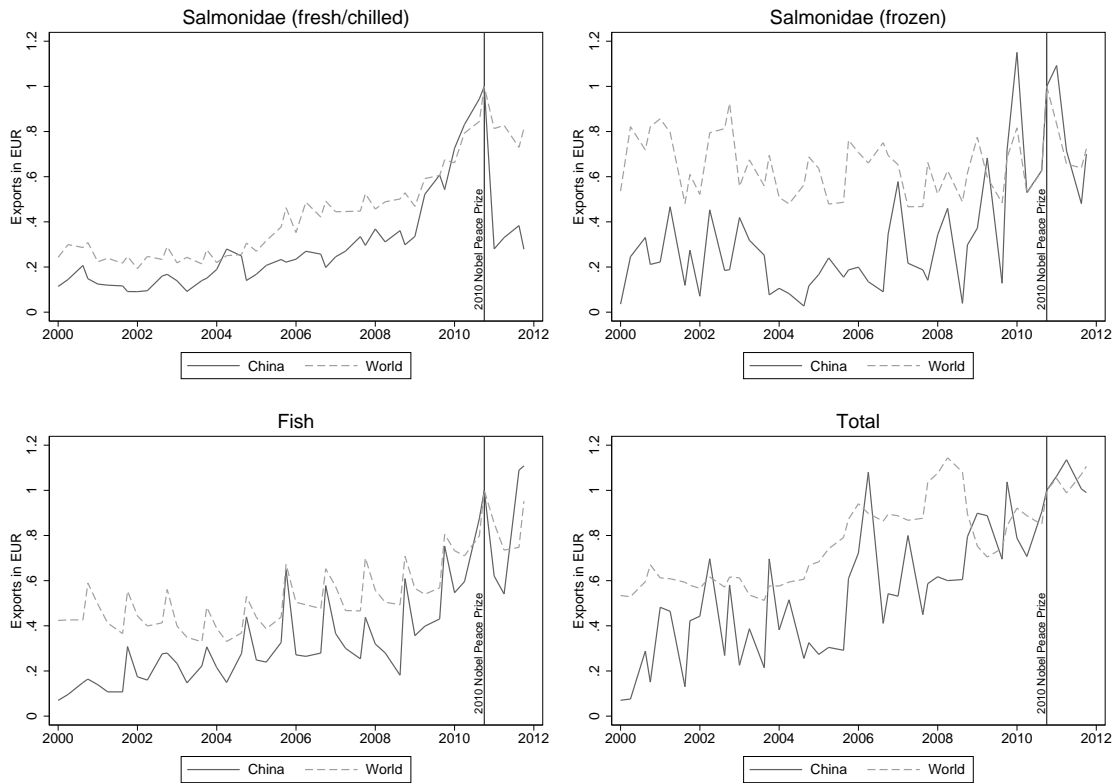 Salmonidae (fresh/chilled)
Exports in EUR
0 .2 .4 .6 .8 1 1.2
2010 Nobel Peace Prize
2000 2002 2004 2006 2008 2010 2012
China World
Salmonidae (frozen)
Exports in EUR
0 .2 .4 .6 .8 1 1.2
2010 Nobel Peace Prize
2000 2002 2004 2006 2008 2010 2012
China World
Fish
Exports in EUR
0 .2 .4 .6 .8 1 1.2
2010 Nobel Peace Prize
2000 2002 2004 2006 2008 2010 2012
China World
Total
Exports in EUR
0 .2 .4 .6 .8 1 1.2
2010 Nobel Peace Prize
2000 2002 2004 2006 2008 2010 2012
China World